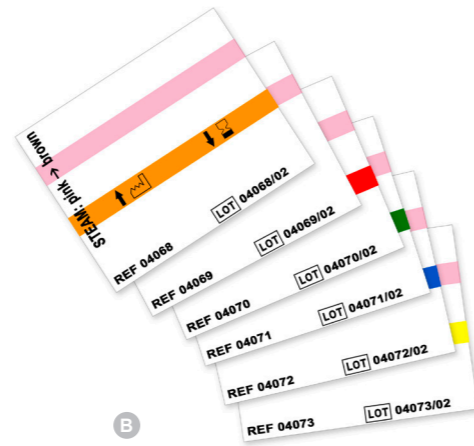 STEAM: pink → brown
REF 04068 LOT 04068/02
REF 04069 LOT 04069/02
REF 04070 LOT 04070/02
REF 04071 LOT 04071/02
REF 04072 LOT 04072/02
REF 04073 LOT 04073/02
B